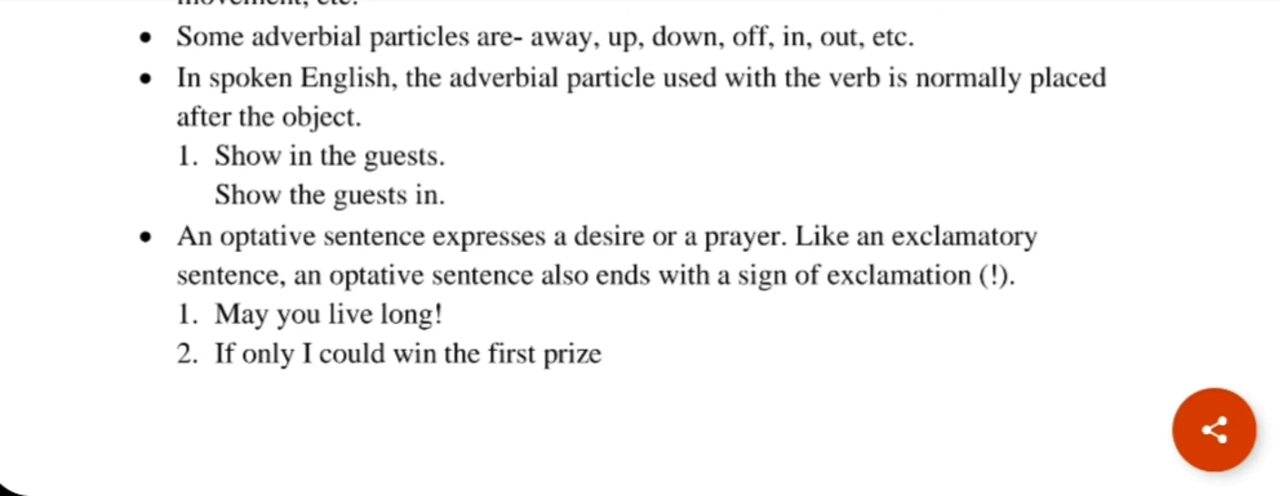 • Some adverbial particles are- away, up, down, off, in, out, etc.
• In spoken English, the adverbial particle used with the verb is normally placed
after the object.
1. Show in the guests.
Show the guests in.
• An optative sentence expresses a desire or a prayer. Like an exclamatory
sentence, an optative sentence also ends with a sign of exclamation (!).
1. May you live long!
2. If only I could win the first prize